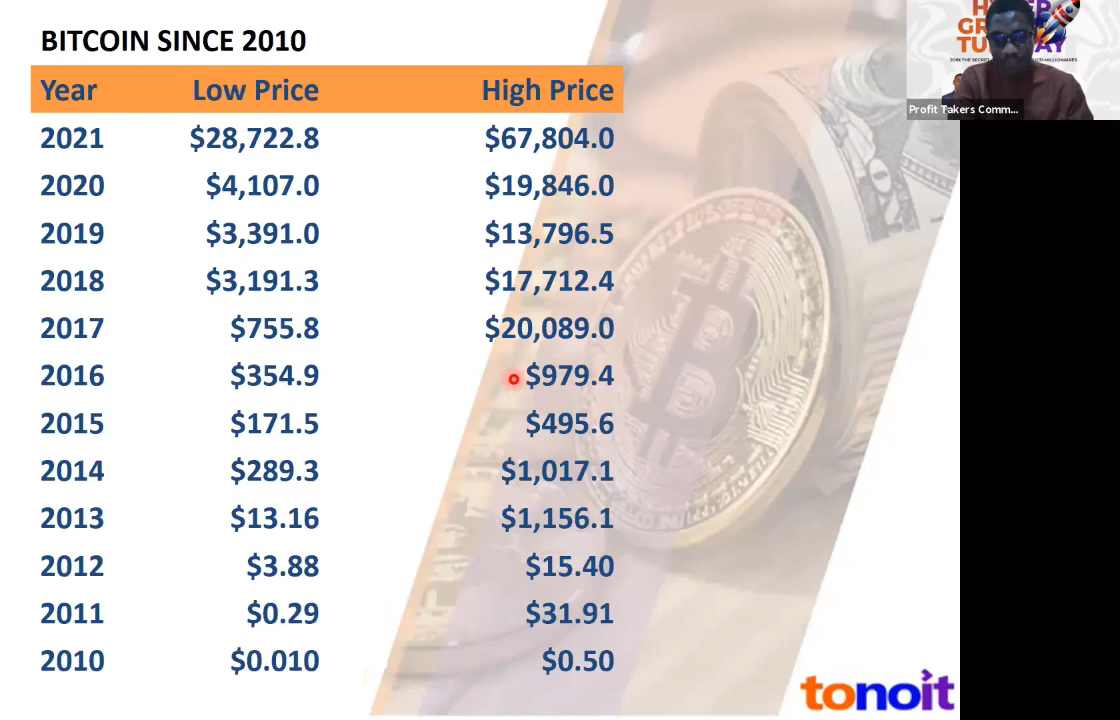 BITCOIN SINCE 2010
Year Low Price High Price
2021 $28,722.8 $67,804.0
2020 $4,107.0 $19,846.0
2019 $3,391.0 $13,796.5
2018 $3,191.3 $17,712.4
2017 $755.8 $20,089.0
2016 $354.9 $979.4
2015 $171.5 $495.6
2014 $289.3 $1,017.1
2013 $13.16 $1,156.1
2012 $3.88 $15.40
2011 $0.29 $31.91
2010 $0.010 $0.50
tonoit
JOIN THE SECRET
Profit Takers Comm...